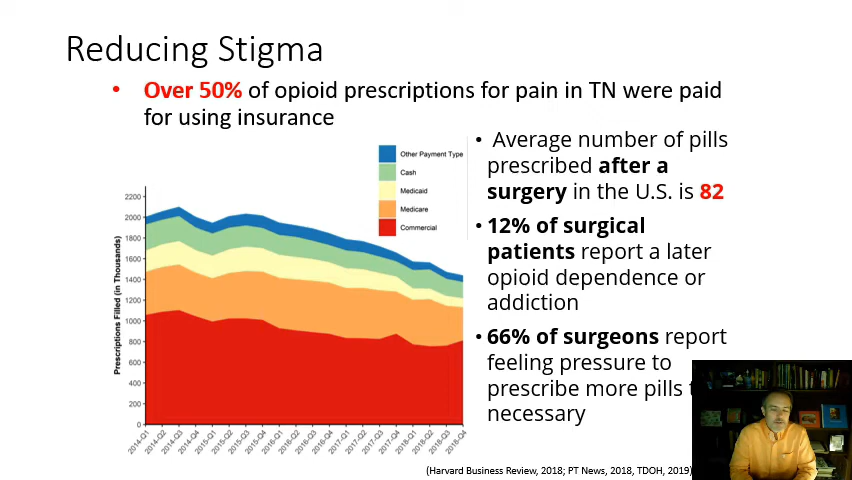 Reducing Stigma
• Over 50% of opioid prescriptions for pain in TN were paid
for using insurance
• Average number of pills
prescribed after a
surgery in the U.S. is 82
• 12% of surgical
patients report a later
opioid dependence or
addiction
• 66% of surgeons report
feeling pressure to
prescribe more pills
necessary
Other Payment Type
Cash
Medicaid
Medicare
Commercial
Prescriptions Filled (in Thousands)
2200
2000
1800
1600
1400
1200
1000
800
600
400
200
0
2014-Q1
2014-Q2
2014-Q3
2014-Q4
2015-Q1
2015-Q2
2015-Q3
2015-Q4
2016-Q1
2016-Q2
2016-Q3
2016-Q4
2017-Q1
2017-Q2
2017-Q3
2017-Q4
2018-Q1
2018-Q2
2018-Q3
2018-Q4
(Harvard Business Review, 2018; PT News, 2018, TDOH, 2019)